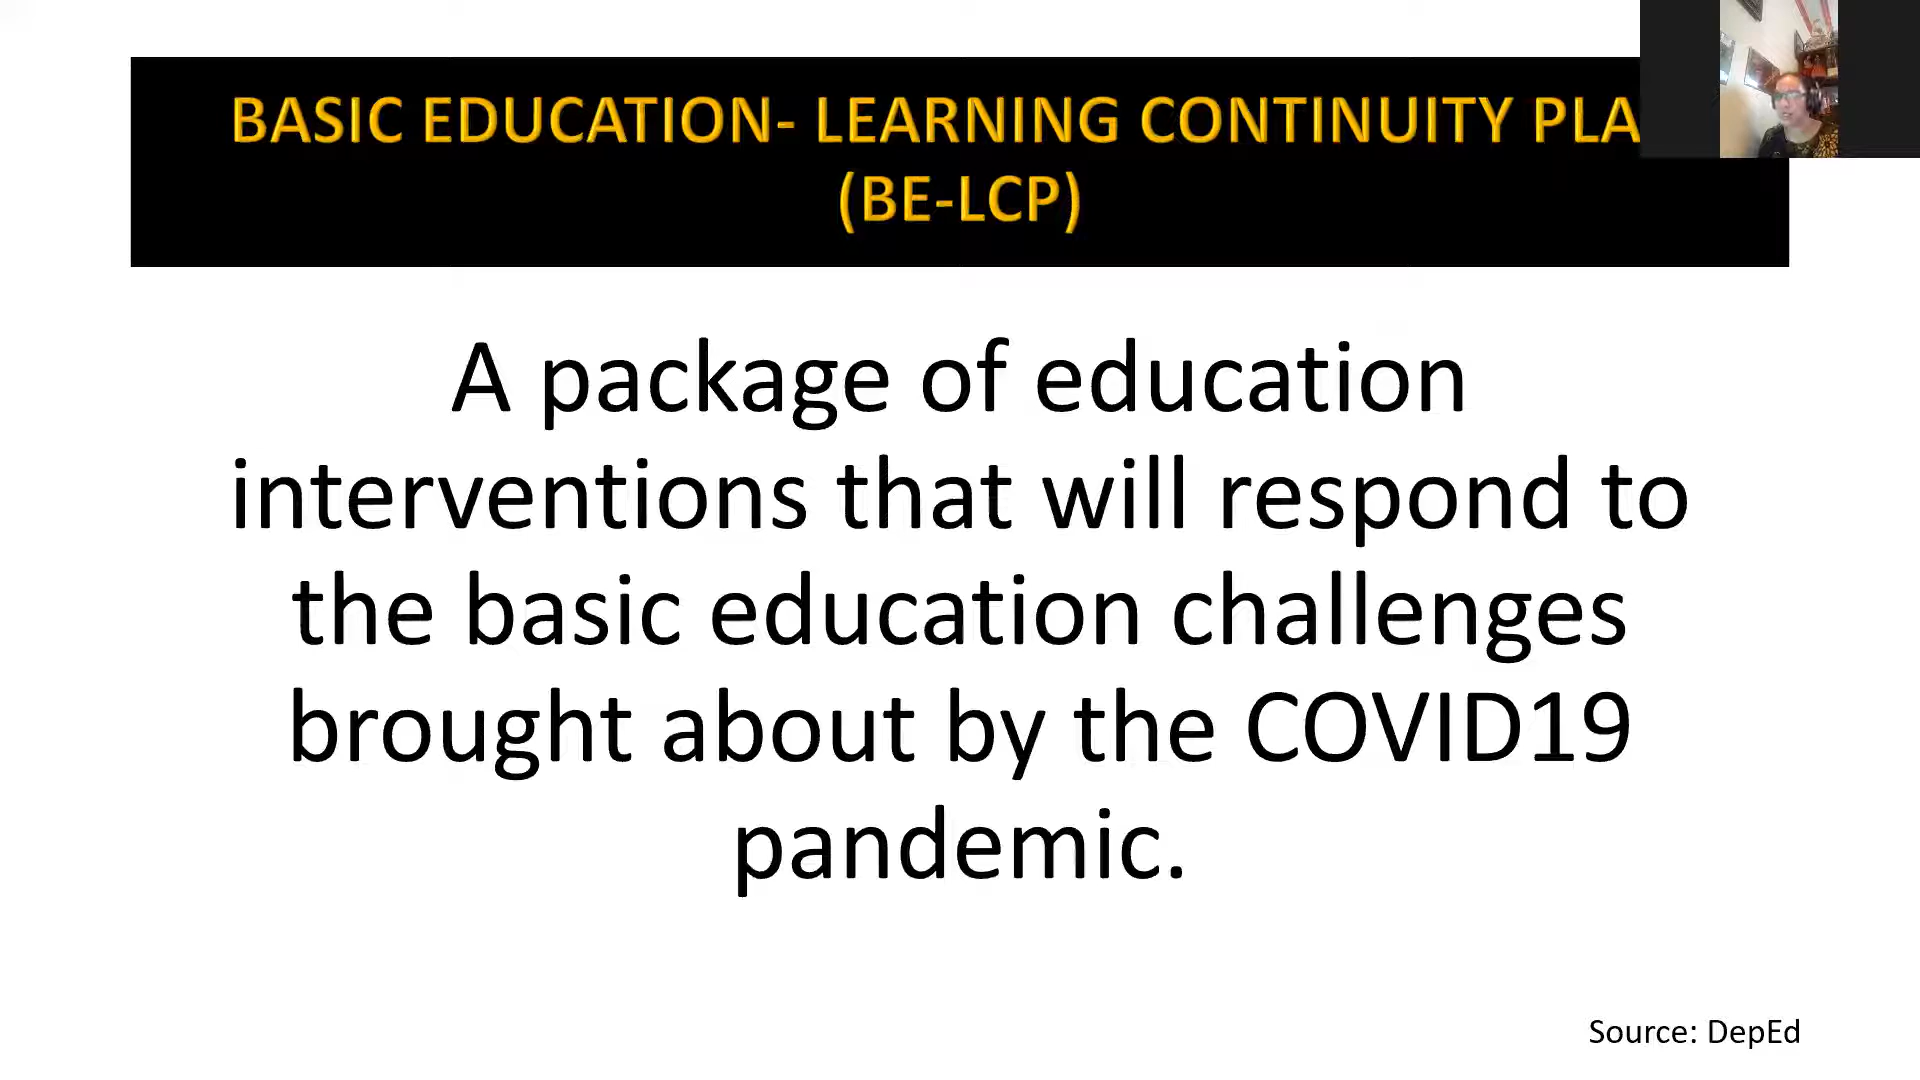 BASIC EDUCATION- LEARNING CONTINUITY PLA
(BE-LCP)
A package of education
interventions that will respond to
the basic education challenges
brought about by the COVID19
pandemic.
Source: DepEd